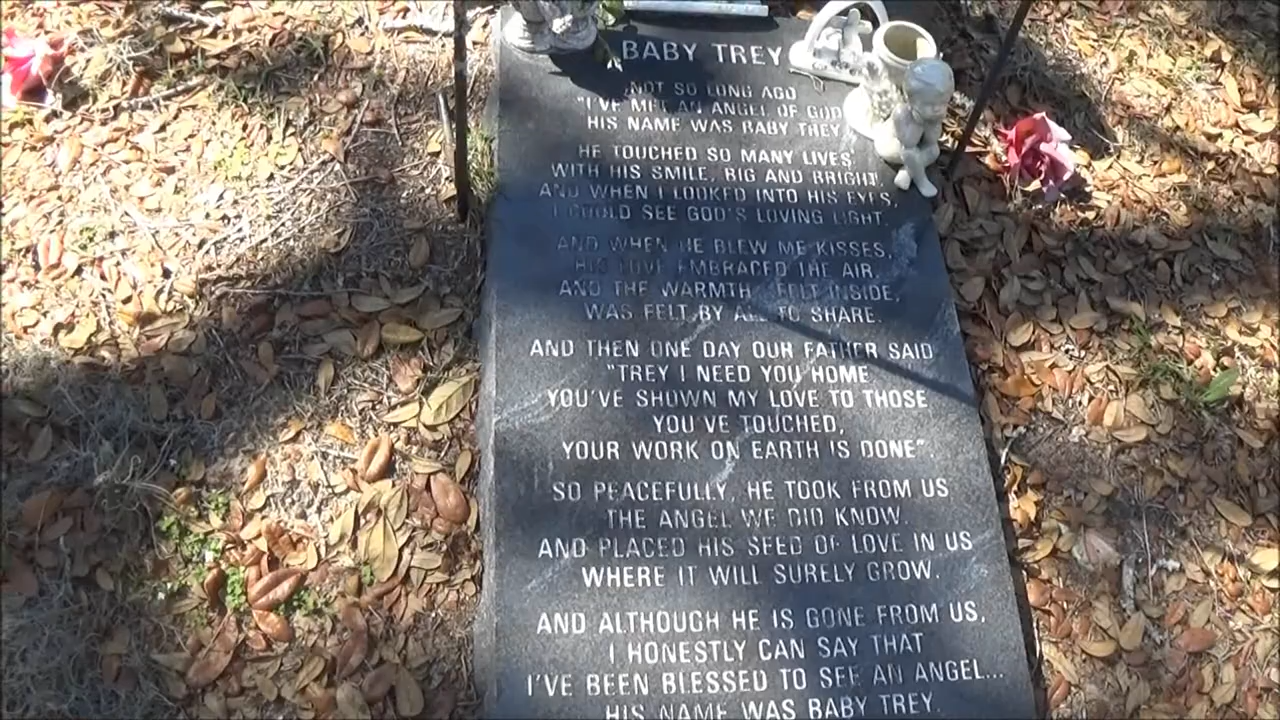 BABY TREY
NOT SO LONG AGO
"I'VE MET AN ANGEL OF GOD
HIS NAME WAS BABY TREY
HE TOUCHED SO MANY LIVES
WITH HIS SMILE, BIG AND BRIGHT.
AND WHEN I LOOKED INTO HIS EYES,
I COULD SEE GOD'S LOVING LIGHT.
AND WHEN HE BLEW ME KISSES,
HIS LOVE EMBRACED THE AIR.
AND THE WARMTH I FELT INSIDE,
WAS FELT BY ALL TO SHARE.
AND THEN ONE DAY OUR FATHER SAID
"TREY I NEED YOU HOME
YOU'VE SHOWN MY LOVE TO THOSE
YOU'VE TOUCHED,
YOUR WORK ON EARTH IS DONE".
SO PEACEFULLY, HE TOOK FROM US
THE ANGEL WE DID KNOW.
AND PLACED HIS SEED OF LOVE IN US
WHERE IT WILL SURELY GROW.
AND ALTHOUGH HE IS GONE FROM US,
I HONESTLY CAN SAY THAT
I'VE BEEN BLESSED TO SEE AN ANGEL...
HIS NAME WAS BABY TREY.